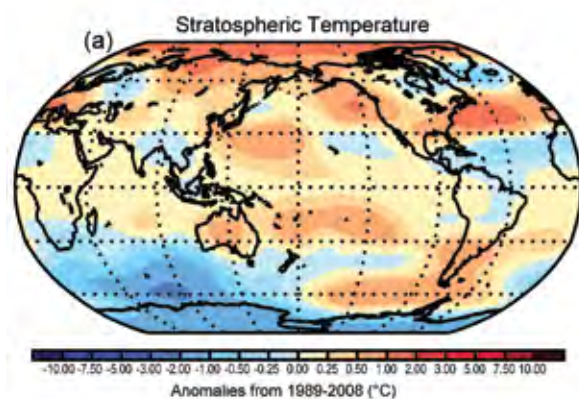 Stratospheric Temperature
(a)
-10.00 -7.50 -5.00 -3.00 -2.00 -1.00 -0.50 -0.25 0.00 0.25 0.50 1.00 2.00 3.00 5.00 7.50 10.00
Anomalies from 1989-2008 (°C)